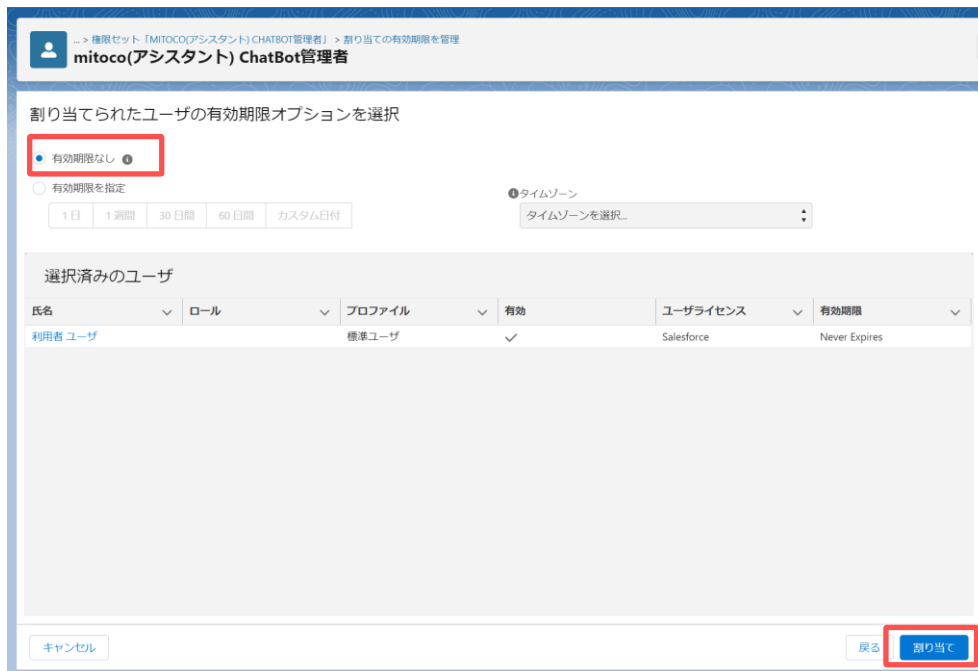 ... > 権限セット「MITOCO(アシスタント) CHATBOT管理者」 > 割り当ての有効期限を管理
mitoco(アシスタント) ChatBot管理者
割り当てられたユーザの有効期限オプションを選択
有効期限なし
有効期限を指定
タイムゾーン
1日 1週間 30日間 60日間 カスタム日付
タイムゾーンを選択...
選択済みのユーザ
氏名 ロール プロファイル 有効 ユーザライセンス 有効期限
利用者 ユーザ 標準ユーザ Salesforce Never Expires
キャンセル 戻る 割り当て